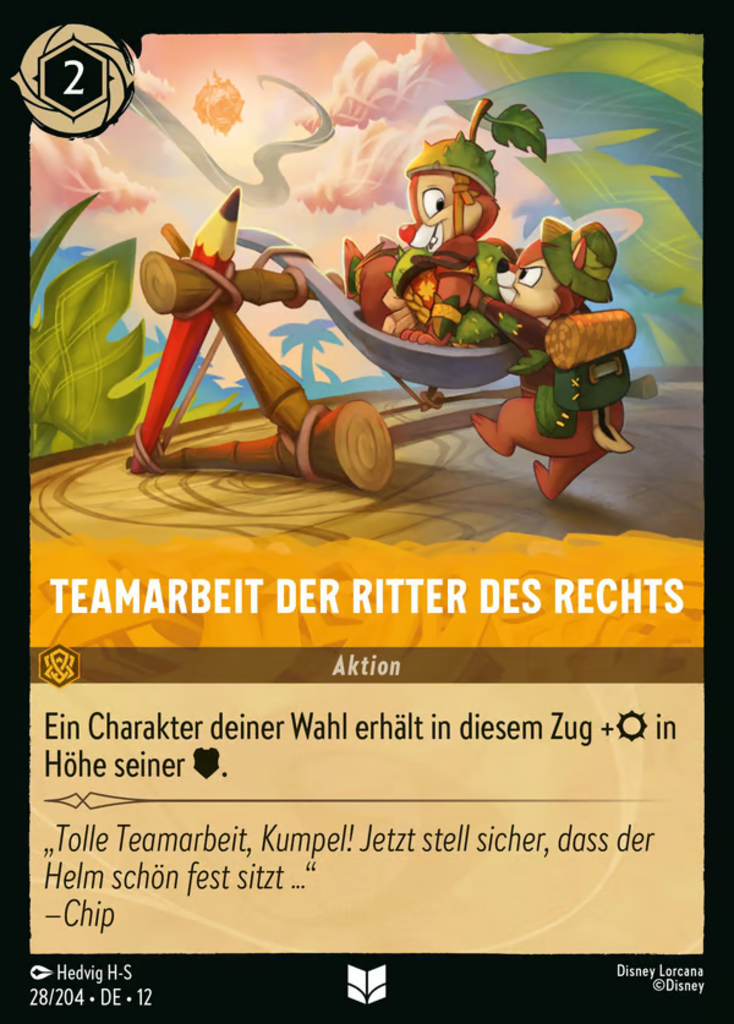 2
TEAMARBEIT DER RITTER DES RECHTS
Aktion
Ein Charakter deiner Wahl erhält in diesem Zug + in
Höhe seiner .
„Tolle Teamarbeit, Kumpel! Jetzt stell sicher, dass der
Helm schön fest sitzt ...“
–Chip
Hedvig H-S
28/204 • DE • 12
Disney Lorcana
©Disney